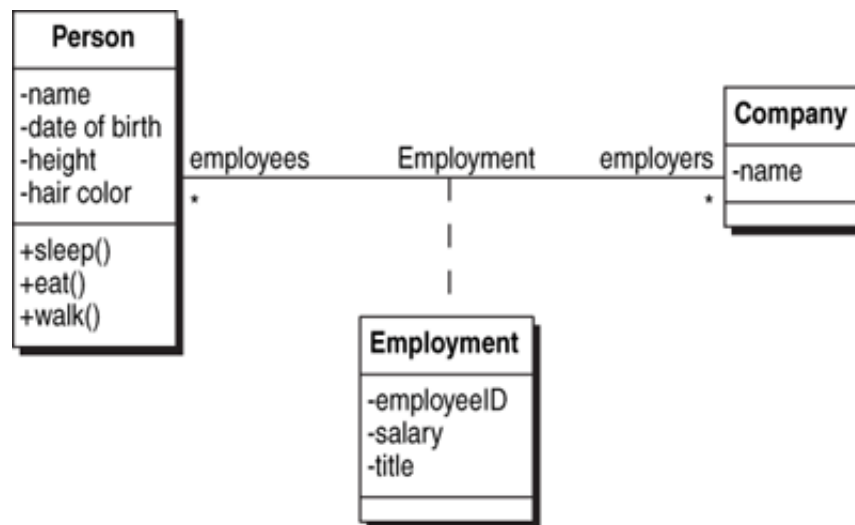 Person
-name
-date of birth
-height
-hair color
+sleep()
+eat()
+walk()
employees
*
Employment
employers
*
Company
-name
Employment
-employeeID
-salary
-title